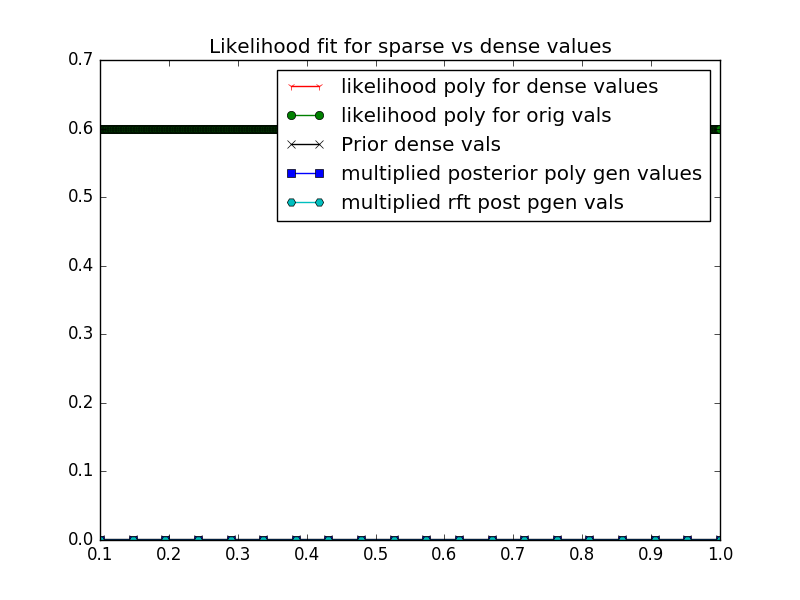 Likelihood fit for sparse vs dense values
0.7
0.6
0.5
0.4
0.3
0.2
0.1
0.0
likelihood poly for dense values
likelihood poly for orig vals
Prior dense vals
multiplied posterior poly gen values
multiplied rft post pgen vals
0.1 0.2 0.3 0.4 0.5 0.6 0.7 0.8 0.9 1.0